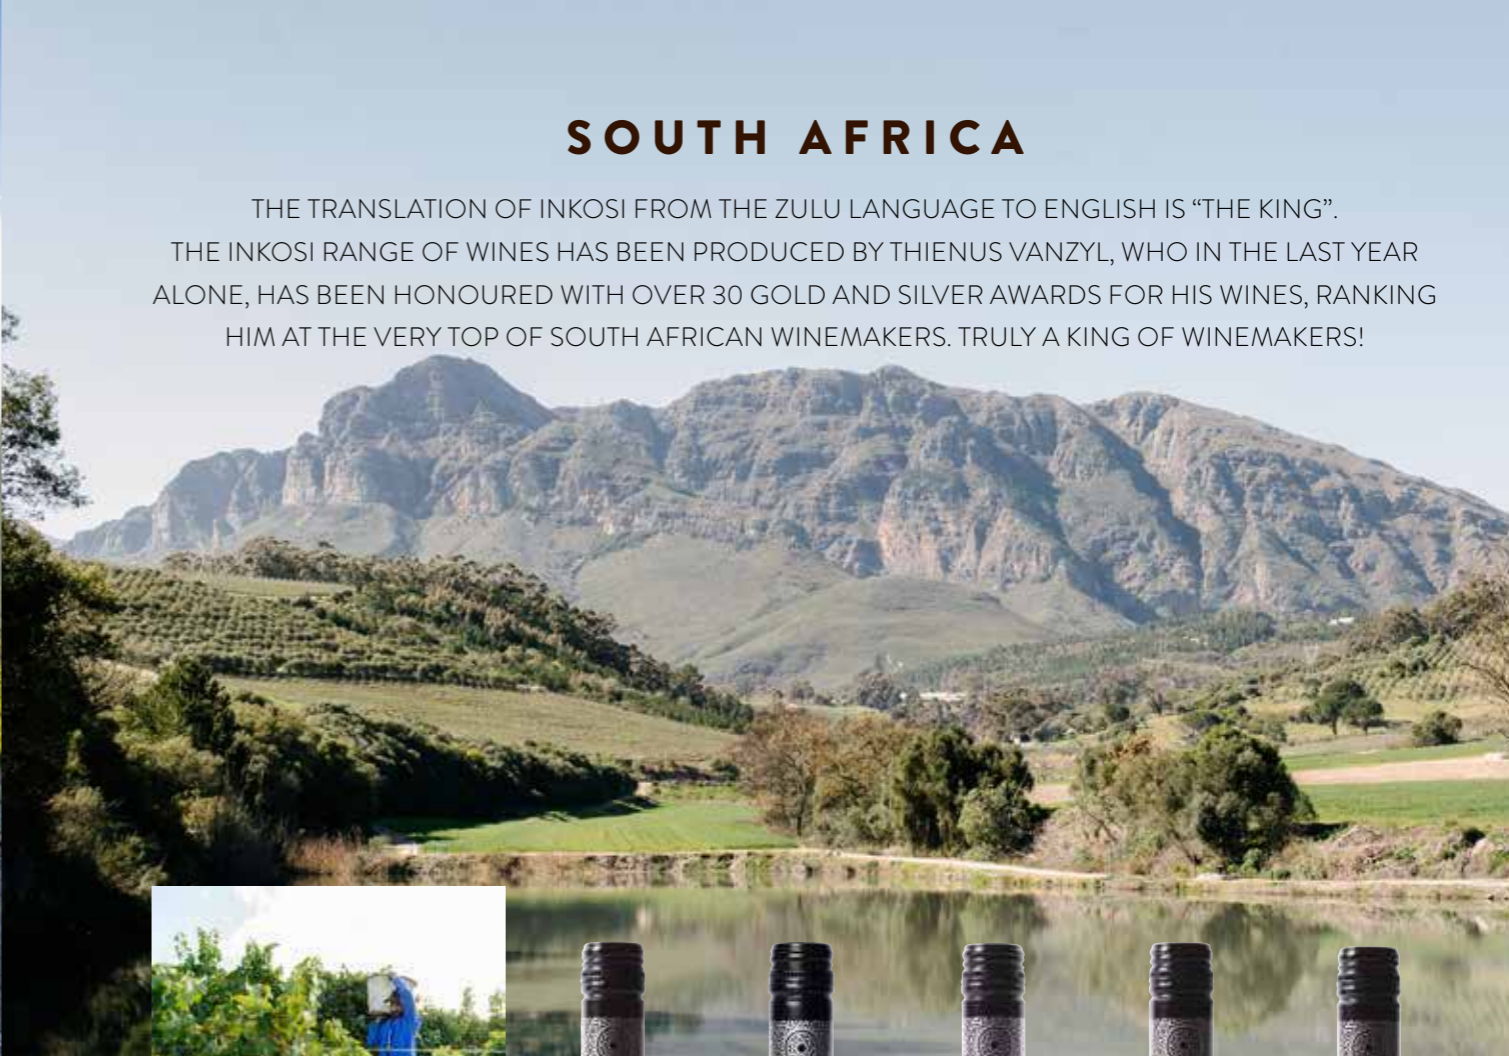 SOUTH AFRICA
THE TRANSLATION OF INKOSI FROM THE ZULU LANGUAGE TO ENGLISH IS “THE KING”.
THE INKOSI RANGE OF WINES HAS BEEN PRODUCED BY THIENUS VANZYL, WHO IN THE LAST YEAR
ALONE, HAS BEEN HONOURED WITH OVER 30 GOLD AND SILVER AWARDS FOR HIS WINES, RANKING
HIM AT THE VERY TOP OF SOUTH AFRICAN WINEMAKERS. TRULY A KING OF WINEMAKERS!